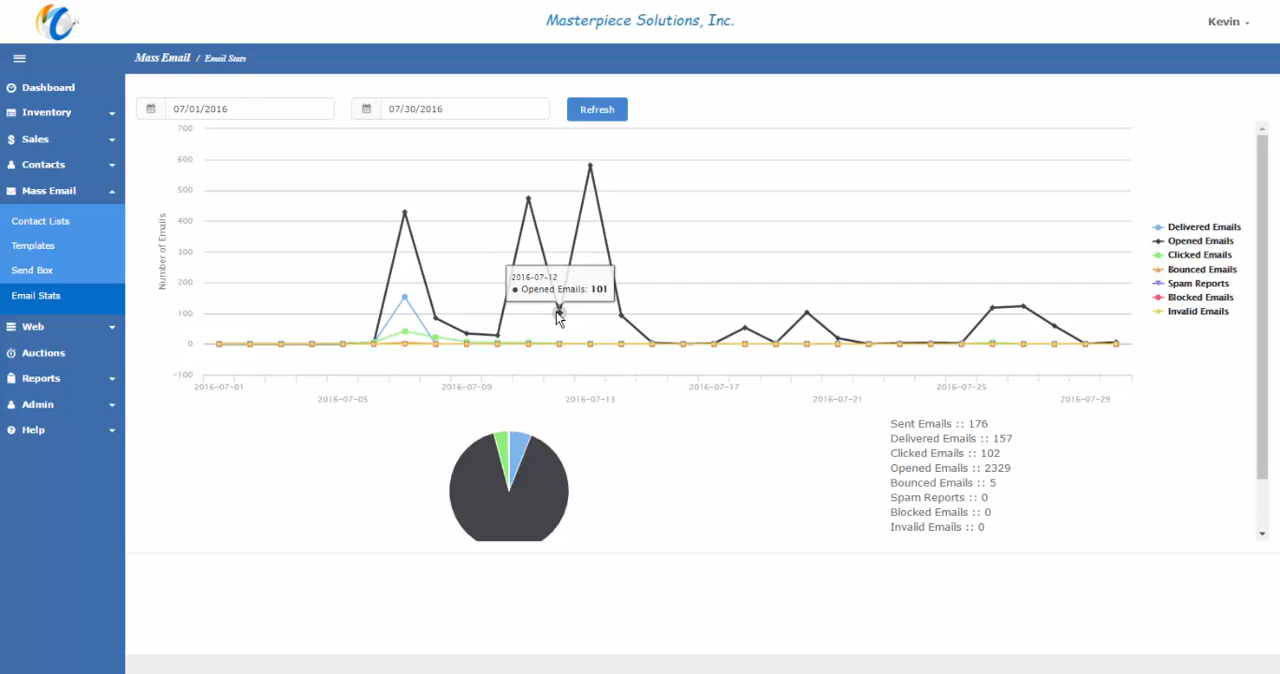 Masterpiece Solutions, Inc.
Kevin
Mass Email / Email Stats
Dashboard
Inventory
Sales
Contacts
Mass Email
Contact Lists
Templates
Send Box
Email Stats
Web
Auctions
Reports
Admin
Help
07/01/2016
07/30/2016
Refresh
Number of Emails
700
600
500
400
300
200
100
0
-100
2016-07-12
Opened Emails: 101
2016-07-01
2016-07-05
2016-07-09
2016-07-13
2016-07-17
2016-07-21
2016-07-25
2016-07-29
Delivered Emails
Opened Emails
Clicked Emails
Bounced Emails
Spam Reports
Blocked Emails
Invalid Emails
Sent Emails :: 176
Delivered Emails :: 157
Clicked Emails :: 102
Opened Emails :: 2329
Bounced Emails :: 5
Spam Reports :: 0
Blocked Emails :: 0
Invalid Emails :: 0